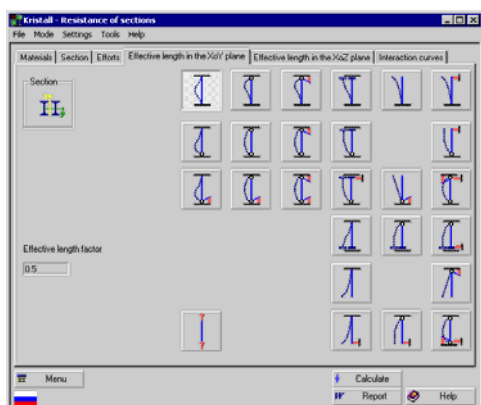 Kristall - Resistance of sections
File Mode Settings Tools Help
Materials Section Efforts Effective length in the XoY plane Effective length in the XoZ plane Interaction curves
Section
Effective length factor
0.5
? 
?
Menu Calculate
Report Help